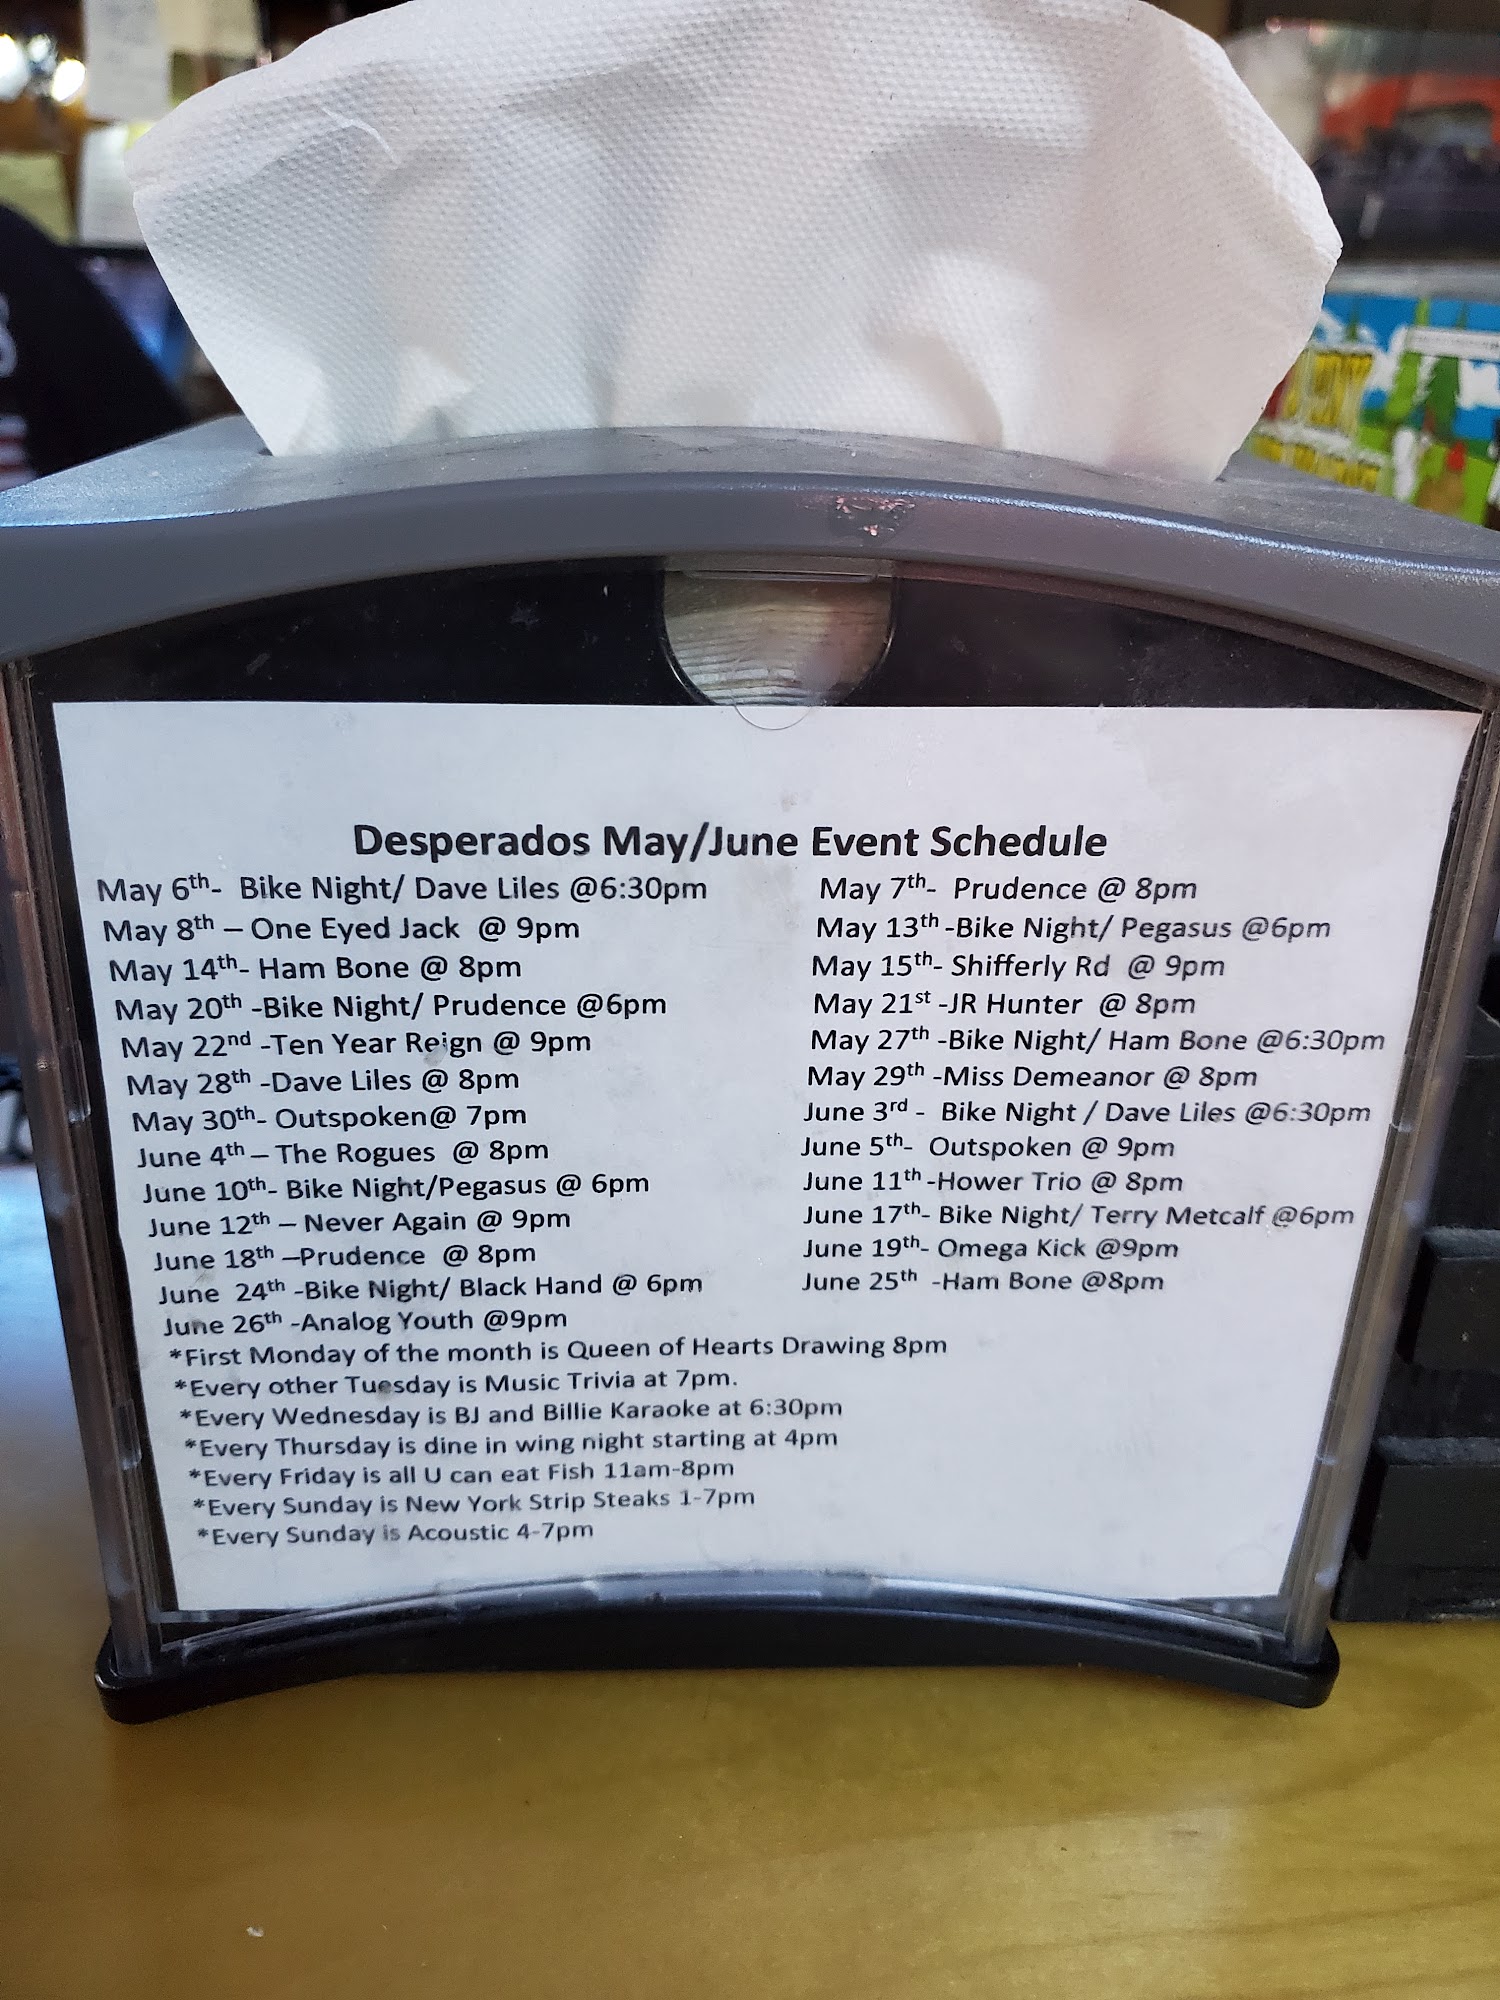 Desperados May/June Event Schedule
May 6th- Bike Night/ Dave Liles @6:30pm May 7th- Prudence @ 8pm
May 8th – One Eyed Jack @ 9pm May 13th -Bike Night/ Pegasus @6pm
May 14th- Ham Bone @ 8pm May 15th- Shifferly Rd @ 9pm
May 20th -Bike Night/ Prudence @6pm May 21st -JR Hunter @ 8pm
May 22nd -Ten Year Reign @ 9pm May 27th -Bike Night/ Ham Bone @6:30pm
May 28th -Dave Liles @ 8pm May 29th -Miss Demeanor @ 8pm
May 30th- Outspoken@ 7pm June 3rd - Bike Night / Dave Liles @6:30pm
June 4th – The Rogues @ 8pm June 5th- Outspoken @ 9pm
June 10th- Bike Night/Pegasus @ 6pm June 11th -Hower Trio @ 8pm
June 12th – Never Again @ 9pm June 17th- Bike Night/ Terry Metcalf @6pm
June 18th –Prudence @ 8pm June 19th- Omega Kick @9pm
June 24th -Bike Night/ Black Hand @ 6pm June 25th -Ham Bone @8pm
June 26th -Analog Youth @9pm
*First Monday of the month is Queen of Hearts Drawing 8pm
*Every other Tuesday is Music Trivia at 7pm.
*Every Wednesday is BJ and Billie Karaoke at 6:30pm
*Every Thursday is dine in wing night starting at 4pm
*Every Friday is all U can eat Fish 11am-8pm
*Every Sunday is New York Strip Steaks 1-7pm
*Every Sunday is Acoustic 4-7pm